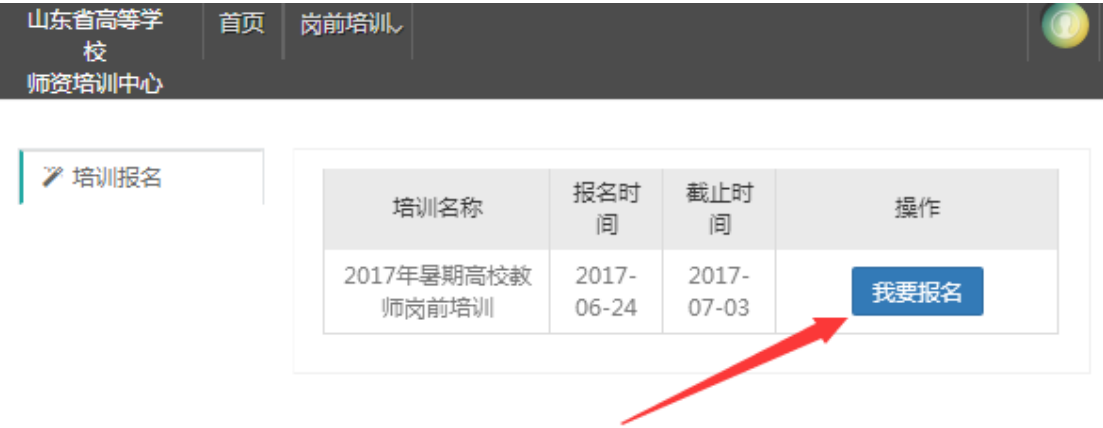 山东省高等学
校
师资培训中心
首页
岗前培训
培训报名
培训名称
报名时
间
截止时
间
操作
2017年暑期高校教
师岗前培训
2017-
06-24
2017-
07-03
我要报名